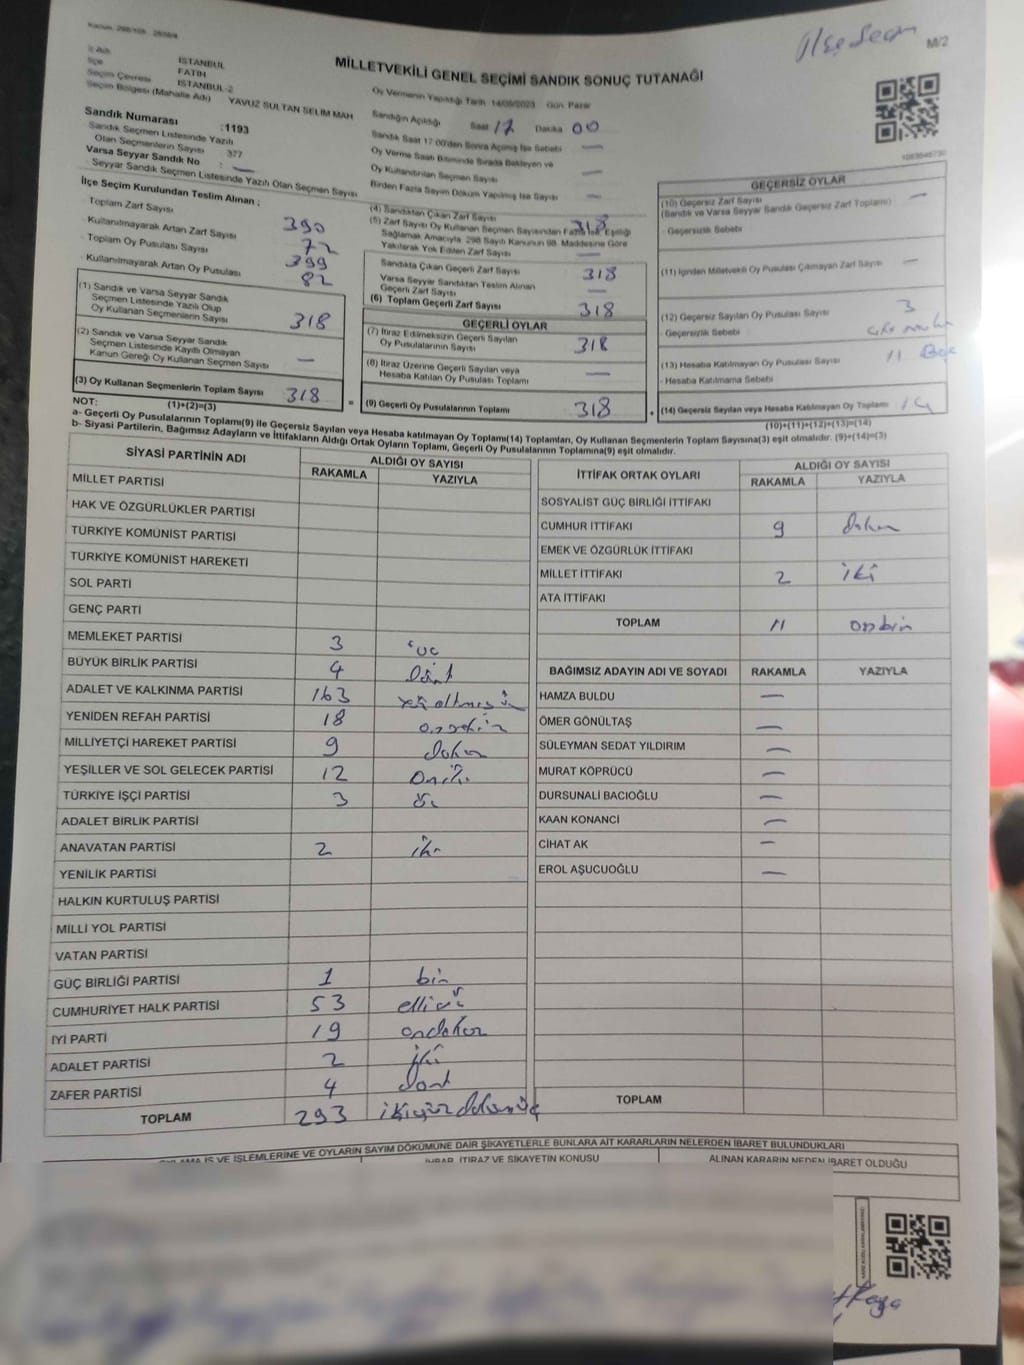 Kanun: 298/105 2839/4
İlçe Seçm
M/2
MİLLETVEKİLİ GENEL SEÇİMİ SANDIK SONUÇ TUTANAĞI
İl Adı İSTANBUL
İlçe FATİH
Seçim Çevresi İSTANBUL-2
Seçim Bölgesi (Mahalle Adı) YAVUZ SULTAN SELİM MAH
Sandık Numarası : 1193
Sandık Seçmen Listesinde Yazılı
Olan Seçmenlerin Sayısı 377
Varsa Seyyar Sandık No : —
Seyyar Sandık Seçmen Listesinde Yazılı Olan Seçmen Sayısı
İlçe Seçim Kurulundan Teslim Alınan ;
- Toplam Zarf Sayısı 390
- Kullanılmayarak Artan Zarf Sayısı 72
- Toplam Oy Pusulası Sayısı 399
- Kullanılmayarak Artan Oy Pusulası 82
(1) Sandık ve Varsa Seyyar Sandık
Seçmen Listesinde Yazılı Olup
Oy Kullanan Seçmenlerin Sayısı 318
(2) Sandık ve Varsa Seyyar Sandık
Seçmen Listesinde Kayıtlı Olmayan
Kanun Gereği Oy Kullanan Seçmen Sayısı —
(3) Oy Kullanan Seçmenlerin Toplam Sayısı 318
(1)+(2)=(3)
Oy Vermenin Yapıldığı Tarih 14/05/2023 Gün Pazar
Sandığın Açıldığı Saat 17 Dakika 00
Sandık Saat 17:00'den Sonra Açılmış İse Sebebi —
Oy Verme Saati Bitiminde Sırada Bekleyen ve
Oy Kullandırılan Seçmen Sayısı —
Birden Fazla Sayım Döküm Yapılmış İse Sayısı —
(4) Sandıktan Çıkan Zarf Sayısı 318
(5) Zarf Sayısı Oy Kullanan Seçmen Sayısından Fazla İse, Eşitliği
Sağlamak Amacıyla 298 Sayılı Kanunun 98. Maddesine Göre
Yakılarak Yok Edilen Zarf Sayısı —
Sandıkta Çıkan Geçerli Zarf Sayısı 318
Varsa Seyyar Sandıktan Teslim Alınan
Geçerli Zarf Sayısı —
(6) Toplam Geçerli Zarf Sayısı 318
GEÇERLİ OYLAR
(7) İtiraz Edilmeksizin Geçerli Sayılan
Oy Pusulalarının Sayısı 318
(8) İtiraz Üzerine Geçerli Sayılan veya
Hesaba Katılan Oy Pusulası Toplamı —
= (9) Geçerli Oy Pusulalarının Toplamı 318
1083646730
GEÇERSİZ OYLAR
(10) Geçersiz Zarf Sayısı —
(Sandık ve Varsa Seyyar Sandık Geçersiz Zarf Toplamı)
- Geçersizlik Sebebi
(11) İçinden Milletvekili Oy Pusulası Çıkmayan Zarf Sayısı —
(12) Geçersiz Sayılan Oy Pusulası Sayısı 3
Geçersizlik Sebebi
(13) Hesaba Katılmayan Oy Pusulası Sayısı 11 Boş
- Hesaba Katılmama Sebebi
+ (14) Geçersiz Sayılan veya Hesaba Katılmayan Oy Toplamı 14
(10)+(11)+(12)+(13)=(14)
NOT:
a- Geçerli Oy Pusulalarının Toplamı(9) ile Geçersiz Sayılan veya Hesaba katılmayan Oy Toplamı(14) Toplamları, Oy Kullanan Seçmenlerin Toplam Sayısına(3) eşit olmalıdır. (9)+(14)=(3)
b- Siyasi Partilerin, Bağımsız Adayların ve İttifakların Aldığı Ortak Oyların Toplamı, Geçerli Oy Pusulalarının Toplamına(9) eşit olmalıdır.
SİYASİ PARTİNİN ADI ALDIĞI OY SAYISI
RAKAMLA YAZIYLA
MİLLET PARTİSİ
HAK VE ÖZGÜRLÜKLER PARTİSİ
TÜRKİYE KOMÜNİST PARTİSİ
TÜRKİYE KOMÜNİST HAREKETİ
SOL PARTİ
GENÇ PARTİ
MEMLEKET PARTİSİ 3 üç
BÜYÜK BİRLİK PARTİSİ 4 Dört
ADALET VE KALKINMA PARTİSİ 163 yüz altmışüç
YENİDEN REFAH PARTİSİ 18 onsekiz
MİLLİYETÇİ HAREKET PARTİSİ 9 dokuz
YEŞİLLER VE SOL GELECEK PARTİSİ 12 Oniki
TÜRKİYE İŞÇİ PARTİSİ 3 üç
ADALET BİRLİK PARTİSİ
ANAVATAN PARTİSİ 2 iki
YENİLİK PARTİSİ
HALKIN KURTULUŞ PARTİSİ
MİLLİ YOL PARTİSİ
VATAN PARTİSİ
GÜÇ BİRLİĞİ PARTİSİ 1 bir
CUMHURİYET HALK PARTİSİ 53 elliüç
İYİ PARTİ 19 ondokuz
ADALET PARTİSİ 2 iki
ZAFER PARTİSİ 4 dört
TOPLAM 293 ikiyüzdoksanüç
İTTİFAK ORTAK OYLARI ALDIĞI OY SAYISI
RAKAMLA YAZIYLA
SOSYALİST GÜÇ BİRLİĞİ İTTİFAKI
CUMHUR İTTİFAKI 9 dokuz
EMEK VE ÖZGÜRLÜK İTTİFAKI
MİLLET İTTİFAKI 2 iki
ATA İTTİFAKI
TOPLAM 11 onbir
BAĞIMSIZ ADAYIN ADI VE SOYADI RAKAMLA YAZIYLA
HAMZA BULDU —
ÖMER GÖNÜLTAŞ —
SÜLEYMAN SEDAT YILDIRIM —
MURAT KÖPRÜCÜ —
DURSUNALİ BACIOĞLU —
KAAN KONANCİ —
CİHAT AK —
EROL AŞUCUOĞLU —
TOPLAM
OYLAMA İŞ VE İŞLEMLERİNE VE OYLARIN SAYIM DÖKÜMÜNE DAİR ŞİKAYETLERLE BUNLARA AİT KARARLARIN NELERDEN İBARET BULUNDUKLARI
İHBAR, İTİRAZ VE ŞİKAYETİN KONUSU ALINAN KARARIN NEDEN İBARET OLDUĞU